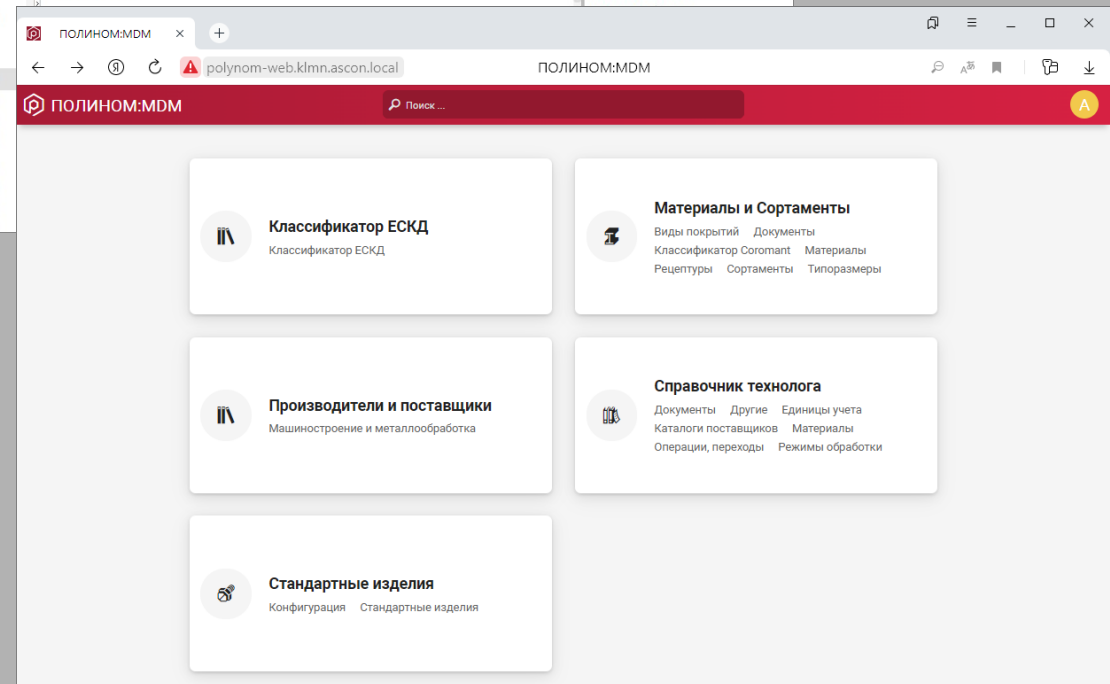 ПОЛИНОМ:MDM
polynom-web.klmn.ascon.local ПОЛИНОМ:MDM
ПОЛИНОМ:MDM Поиск ... А
Классификатор ЕСКД
Классификатор ЕСКД
Материалы и Сортаменты
Виды покрытий Документы
Классификатор Coromant Материалы
Рецептуры Сортаменты Типоразмеры
Производители и поставщики
Машиностроение и металлообработка
Справочник технолога
Документы Другие Единицы учета
Каталоги поставщиков Материалы
Операции, переходы Режимы обработки
Стандартные изделия
Конфигурация Стандартные изделия